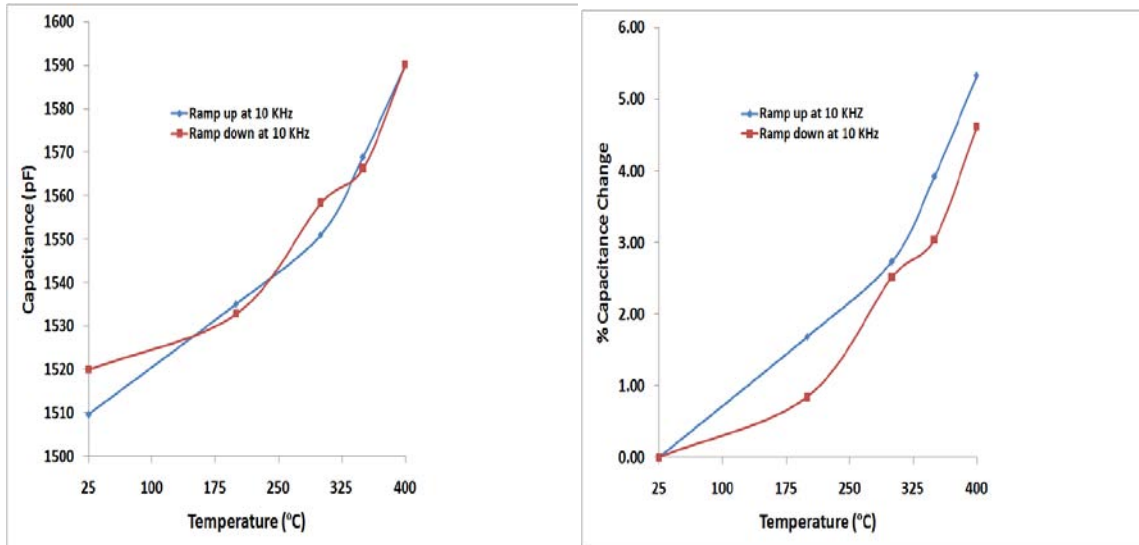 1600
1590
1580
1570
1560
1550
1540
1530
1520
1510
1500
Capacitance (pF)
Ramp up at 10 KHz
Ramp down at 10 KHz
25 100 175 250 325 400
Temperature (ºC)
6.00
5.00
4.00
3.00
2.00
1.00
0.00
% Capacitance Change
Ramp up at 10 KHZ
Ramp down at 10 KHz
25 100 175 250 325 400
Temperature (ºC)